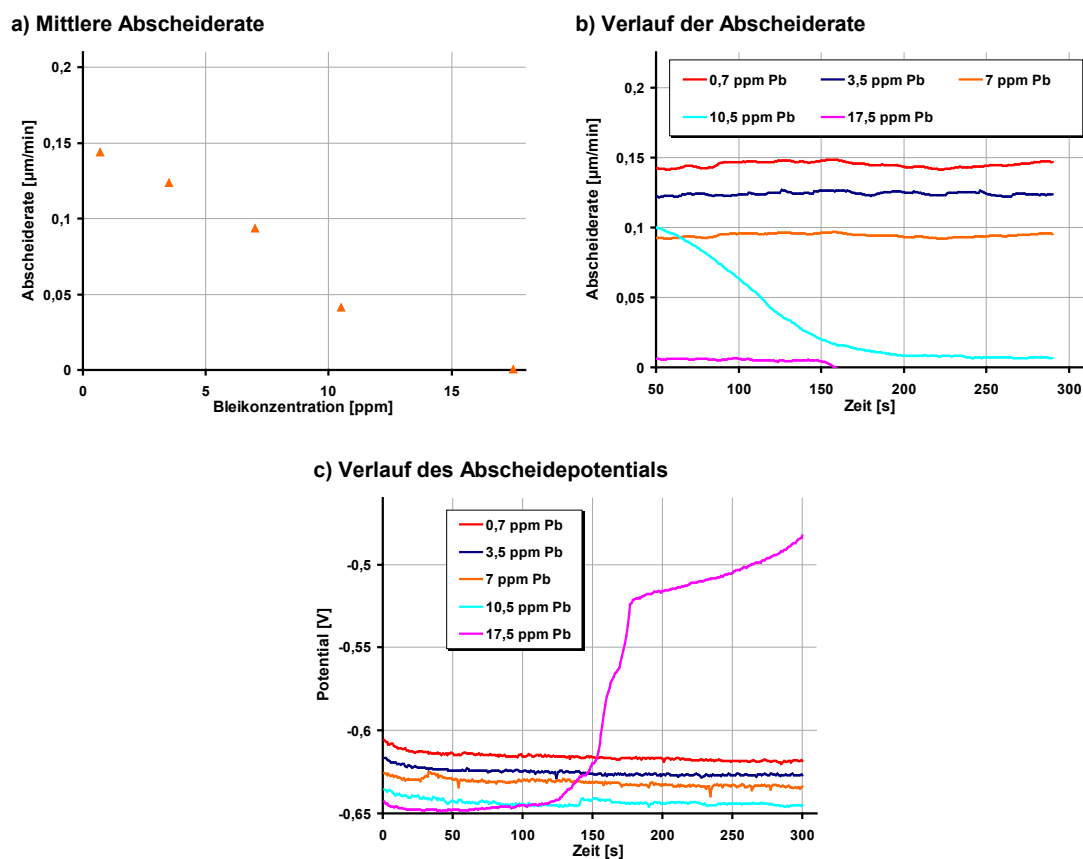 a) Mittlere Abscheiderate
Abscheiderate [µm/min]
0,2
0,15
0,1
0,05
0
0 5 10 15
Bleikonzentration [ppm]
b) Verlauf der Abscheiderate
0,7 ppm Pb 3,5 ppm Pb 7 ppm Pb
10,5 ppm Pb 17,5 ppm Pb
Abscheiderate [µm/min]
0,2
0,15
0,1
0,05
0
50 100 150 200 250 300
Zeit [s]
c) Verlauf des Abscheidepotentials
0,7 ppm Pb
3,5 ppm Pb
7 ppm Pb
10,5 ppm Pb
17,5 ppm Pb
Potential [V]
-0,5
-0,55
-0,6
-0,65
0 50 100 150 200 250 300
Zeit [s]